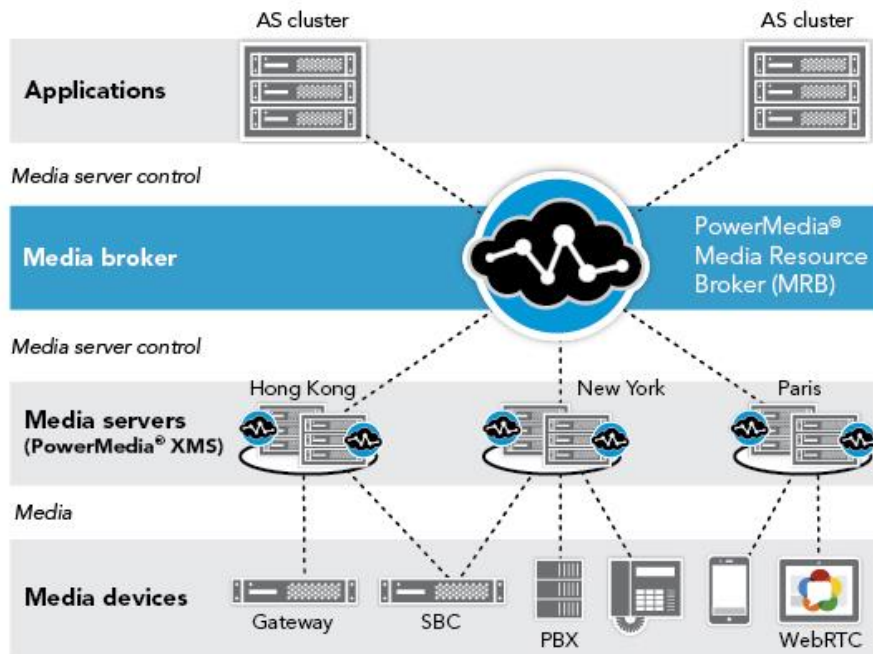 AS cluster
AS cluster
Applications
Media server control
Media broker
PowerMedia®
Media Resource
Broker (MRB)
Media server control
Hong Kong
New York
Paris
Media servers
(PowerMedia® XMS)
Media
Media devices
Gateway
SBC
PBX
WebRTC